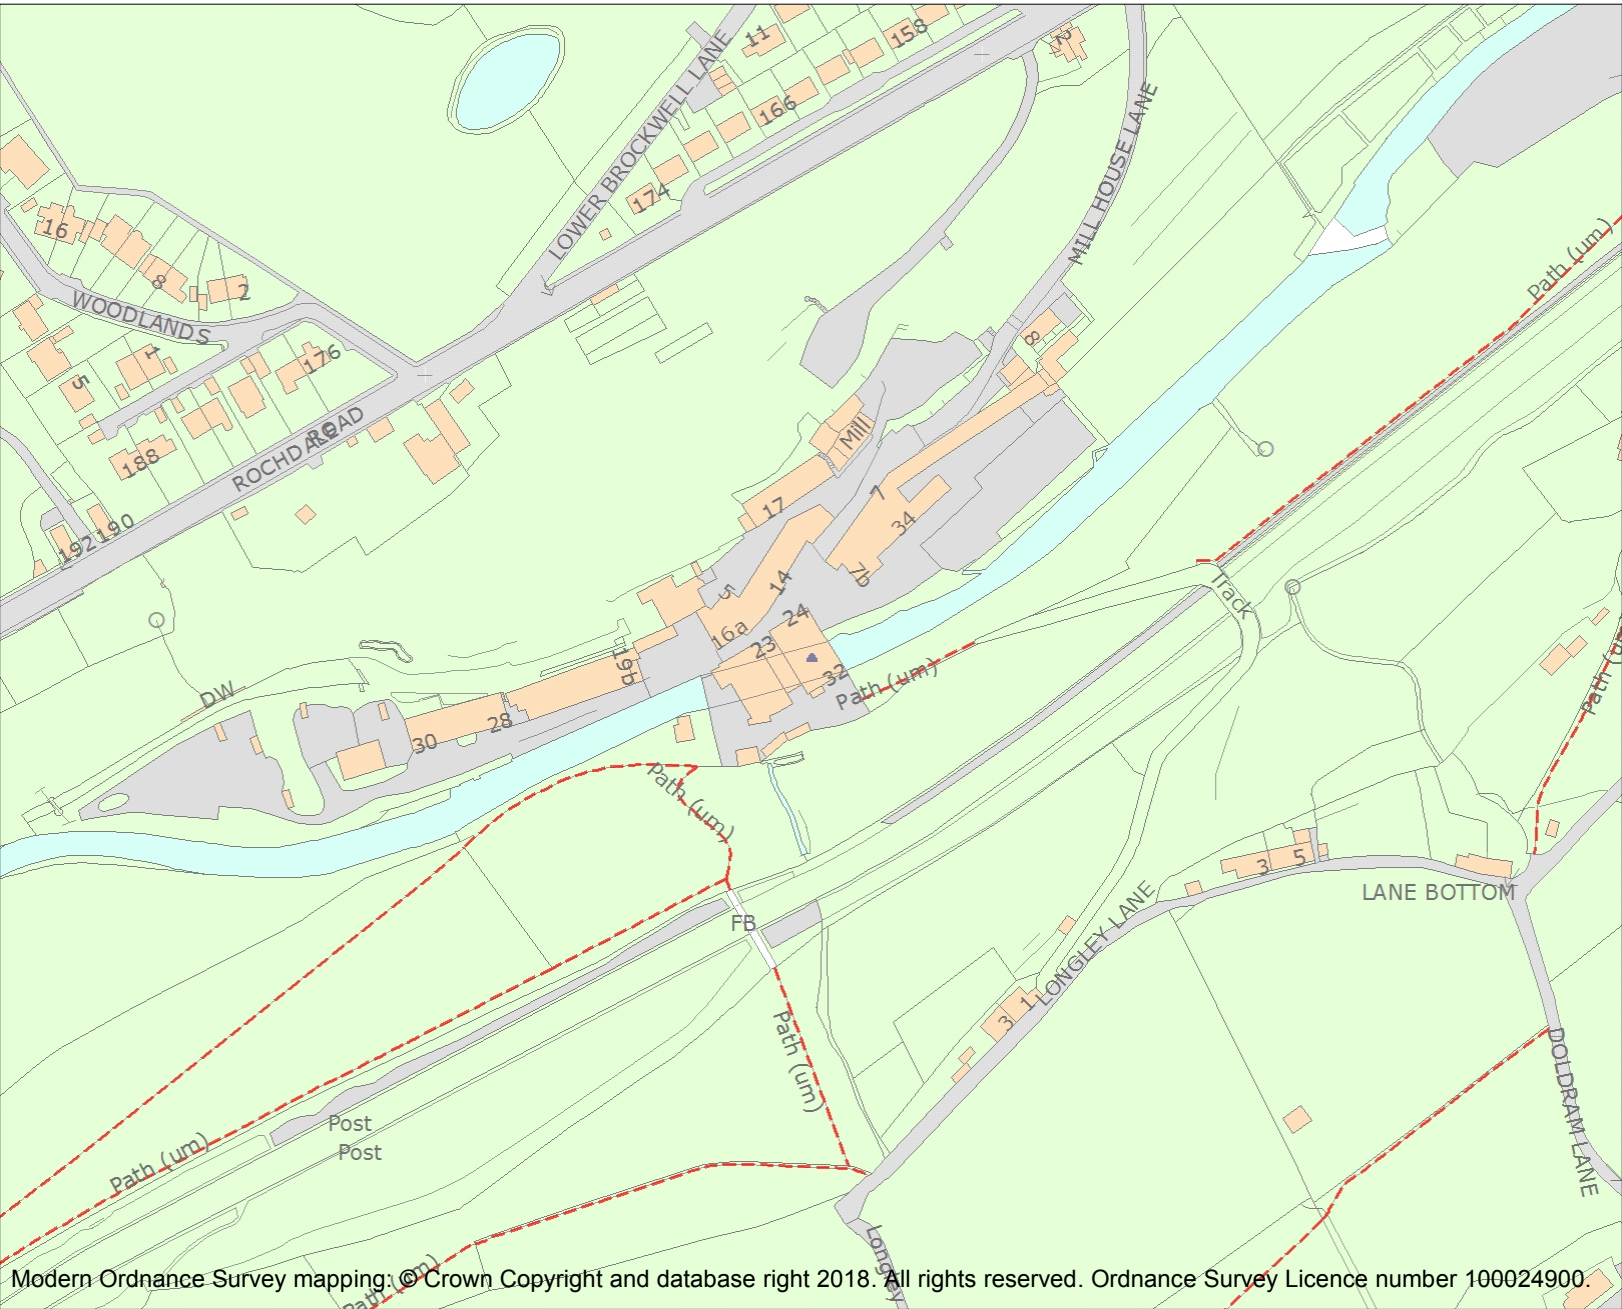 11
158
2
LOWER BROCKWELL LANE
166
174
MILL HOUSE LANE
16
8
2
WOODLANDS
Path (um)
1
176
5
8
188
ROCHDALE
ROAD
Mill
17
7
34
192
190
5
14
7b
Track
24
16a
23
19b
32
Path (um)
DW
28
30
Path (um)
3
5
LANE BOTTOM
FB
LONGLEY LANE
1
3
Path (um)
DOLDRAM LANE
Post
Post
Path (um)
Longley
Path (um)
Modern Ordnance Survey mapping: © Crown Copyright and database right 2018. All rights reserved. Ordnance Survey Licence number 100024900.